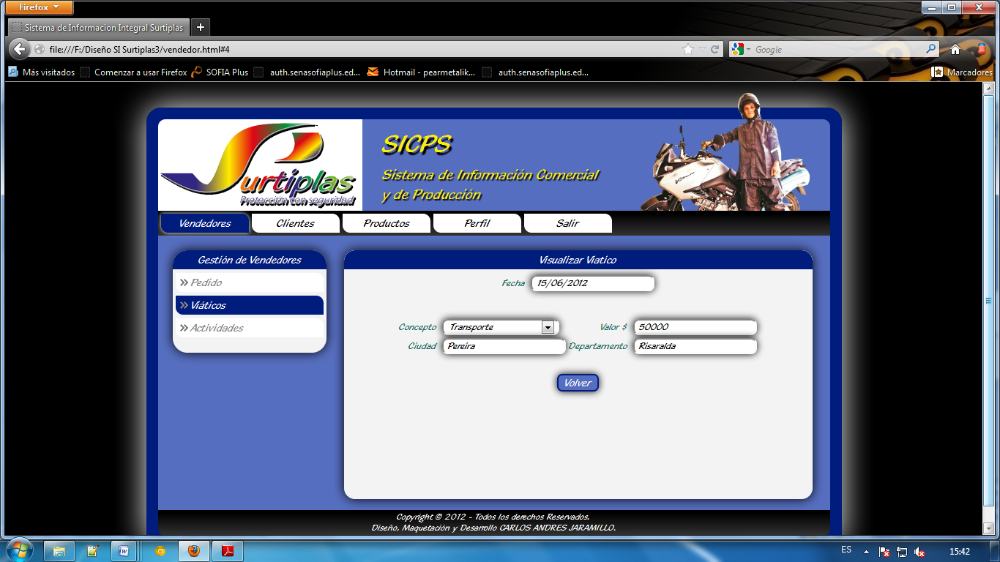 Firefox
Sistema de Informacion Integral Surtiplas
+
file:///F:/Diseño SI Surtiplas3/vendedor.html#4
Google
Más visitados Comenzar a usar Firefox SOFIA Plus auth.senasofiaplus.ed... Hotmail - pearmetalik... auth.senasofiaplus.ed... Marcadores
Surtiplas
Protección con seguridad
SICPS
Sistema de Información Comercial
y de Producción
Vendedores Clientes Productos Perfil Salir
Gestión de Vendedores
» Pedido
» Viáticos
» Actividades
Visualizar Viatico
Fecha 15/06/2012
Concepto Transporte Valor $ 50000
Ciudad Pereira Departamento Risaralda
Volver
Copyright © 2012 - Todos los derechos Reservados.
Diseño, Maquetación y Desarrollo CARLOS ANDRES JARAMILLO.
ES 15:42